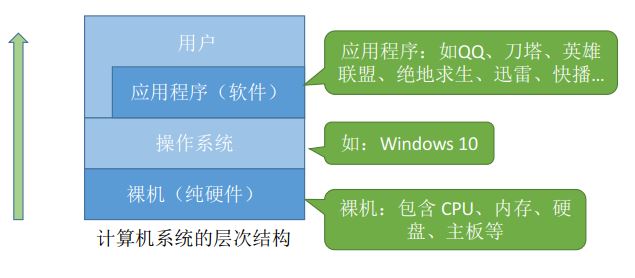 用户
应用程序（软件）
操作系统
裸机（纯硬件）
计算机系统的层次结构
应用程序：如QQ、刀塔、英雄
联盟、绝地求生、迅雷、快播...
如：Windows 10
裸机：包含 CPU、内存、硬
盘、主板等